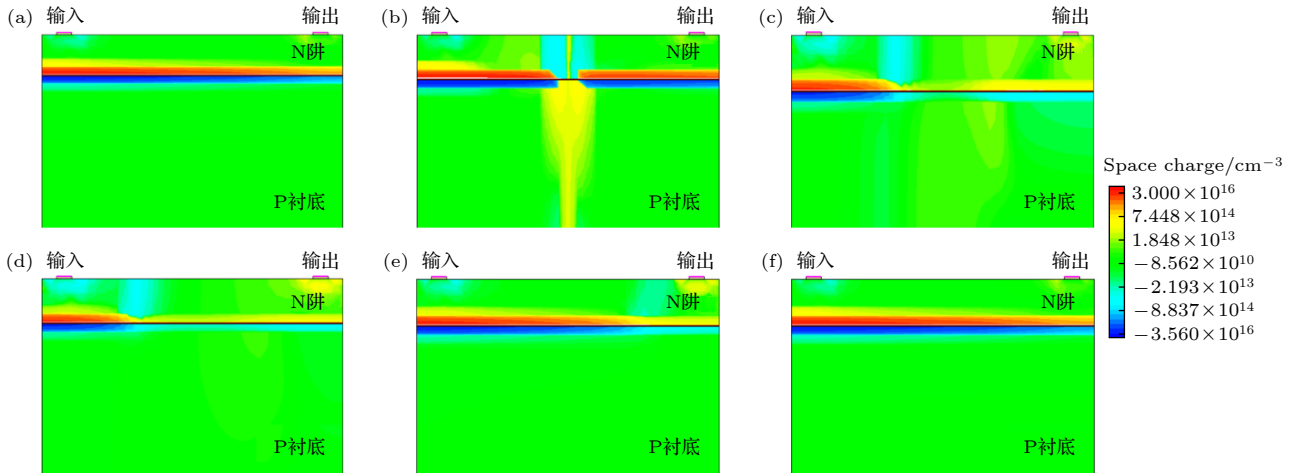 (a) 输入 输出
N阱
P衬底
(b) 输入 输出
N阱
P衬底
(c) 输入 输出
N阱
P衬底
Space charge/cm⁻³
3.000×10¹⁶
7.448×10¹⁴
1.848×10¹³
−8.562×10¹⁰
−2.193×10¹³
−8.837×10¹⁴
−3.560×10¹⁶
(d) 输入 输出
N阱
P衬底
(e) 输入 输出
N阱
P衬底
(f) 输入 输出
N阱
P衬底